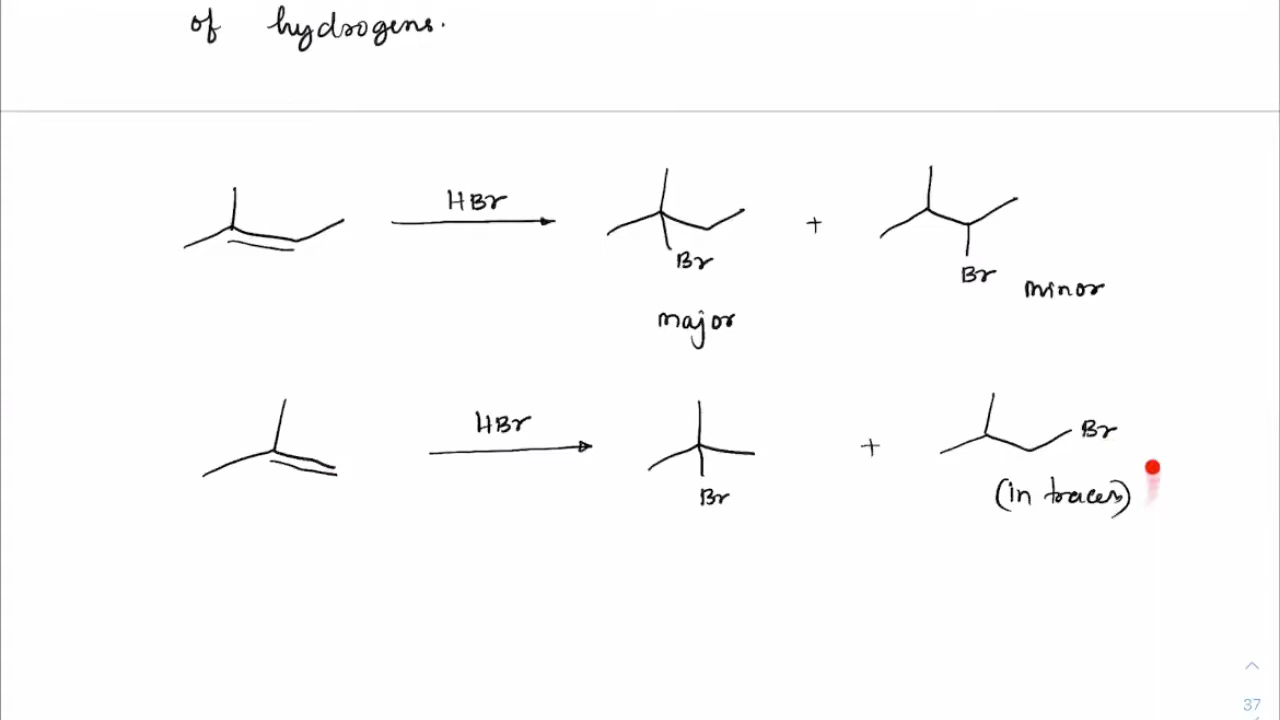 of hydrogens.
HBr
+
Br
Br
minor
major
HBr
+
Br
Br
(in traces)
37